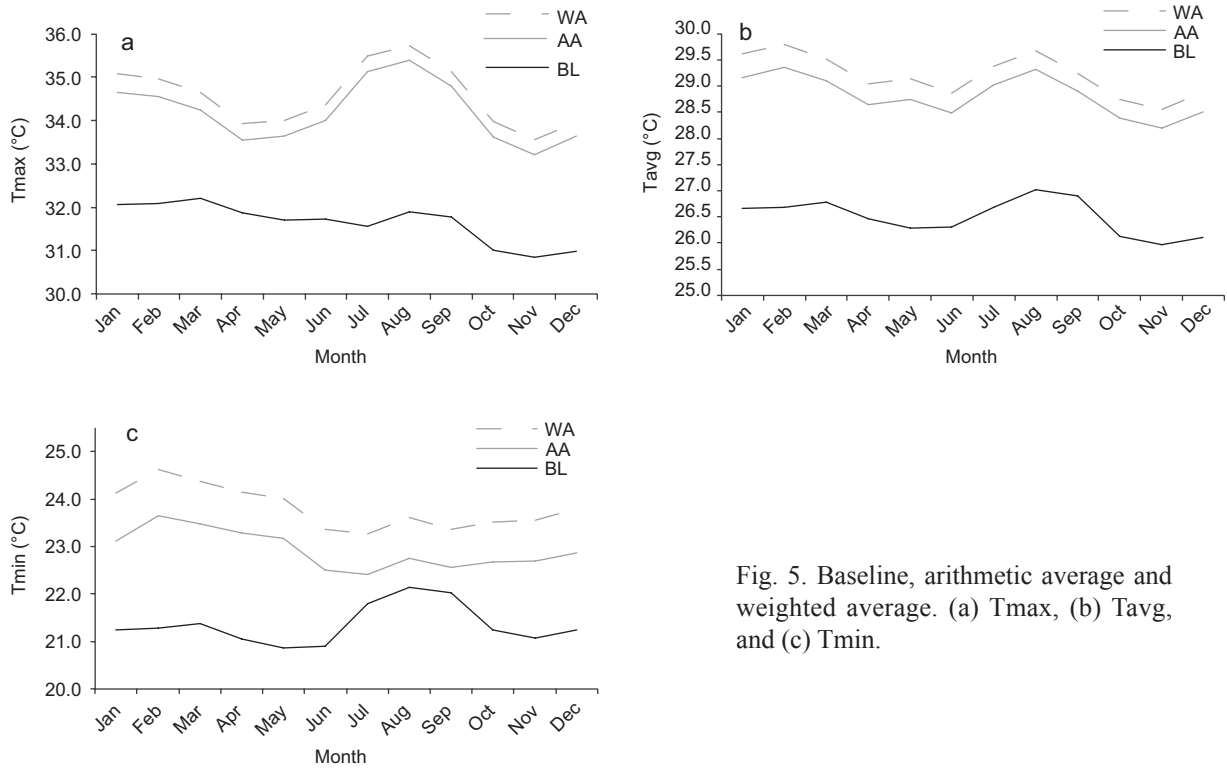 a
WA
AA
BL
36.0
35.0
34.0
33.0
32.0
31.0
30.0
Tmax (°C)
Jan Feb Mar Apr May Jun Jul Aug Sep Oct Nov Dec
Month
b
WA
AA
BL
30.0
29.5
29.0
28.5
28.0
27.0
26.5
26.0
25.5
25.0
Tavg (°C)
Jan Feb Mar Apr May Jun Jul Aug Sep Oct Nov Dec
Month
c
WA
AA
BL
25.0
24.0
23.0
22.0
21.0
20.0
Tmin (°C)
Jan Feb Mar Apr May Jun Jul Aug Sep Oct Nov Dec
Month
Fig. 5. Baseline, arithmetic average and
weighted average. (a) Tmax, (b) Tavg,
and (c) Tmin.